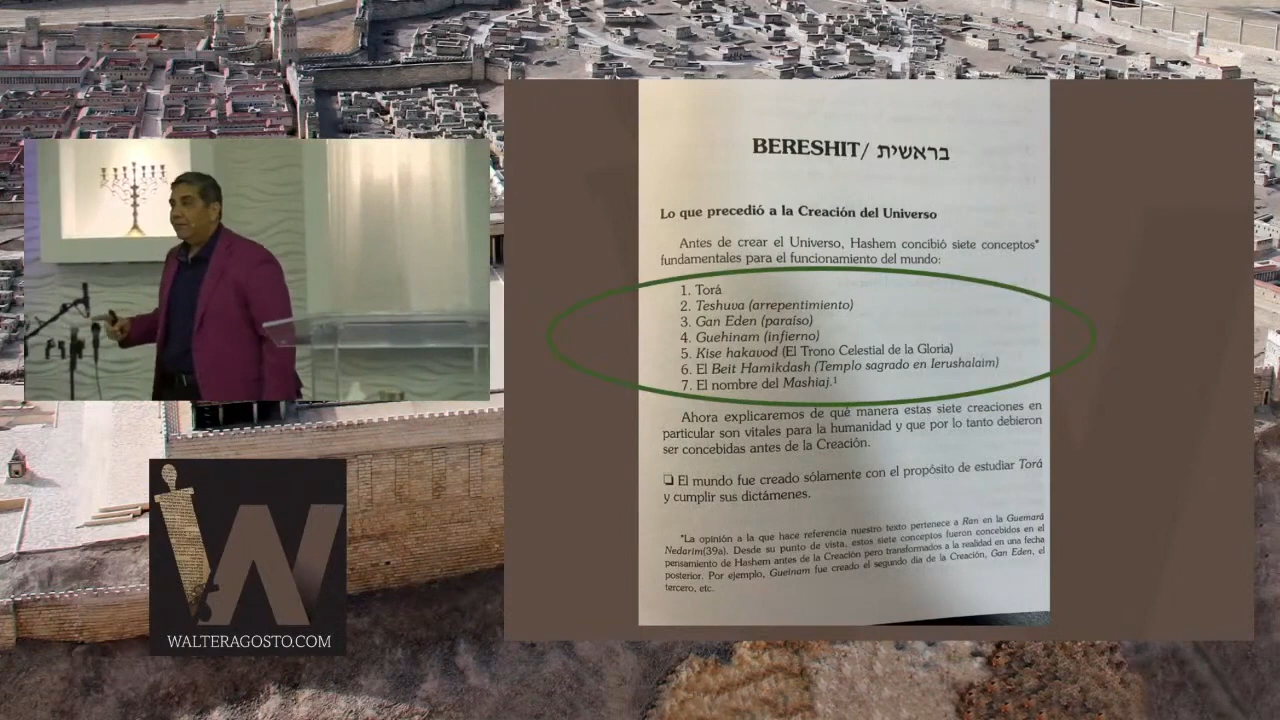 BERESHIT/ בראשית
Lo que precedió a la Creación del Universo
Antes de crear el Universo, Hashem concibió siete conceptos*
fundamentales para el funcionamiento del mundo:
1. Torá
2. Teshuva (arrepentimiento)
3. Gan Eden (paraíso)
4. Guehinam (infierno)
5. Kise hakavod (El Trono Celestial de la Gloria)
6. El Beit Hamikdash (Templo sagrado en Ierushalaim)
7. El nombre del Mashiaj.¹
Ahora explicaremos de qué manera estas siete creaciones en
particular son vitales para la humanidad y que por lo tanto debieron
ser concebidas antes de la Creación.
❑ El mundo fue creado sólamente con el propósito de estudiar Torá
y cumplir sus dictámenes.
*La opinión a la que hace referencia nuestro texto pertenece a Ran en la Guemará
Nedarim(39a). Desde su punto de vista, estos siete conceptos fueron concebidos en el
pensamiento de Hashem antes de la Creación pero transformados a la realidad en una fecha
posterior. Por ejemplo, Gueinam fue creado el segundo día de la Creación, Gan Eden, el
tercero, etc.
WA
WALTERAGOSTO.COM